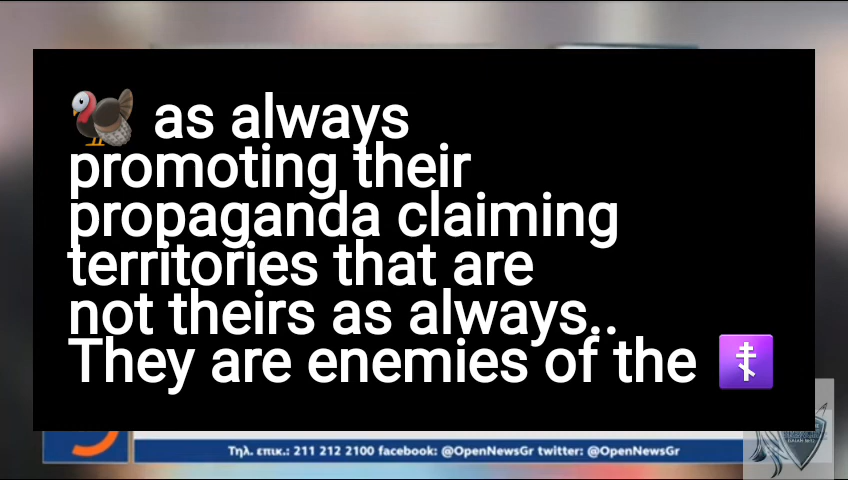 🦃 as always
promoting their
propaganda claiming
territories that are
not theirs as always..
They are enemies of the ☦️
Τηλ. επικ.: 211 212 2100 facebook: @OpenNewsGr twitter: @OpenNewsGr